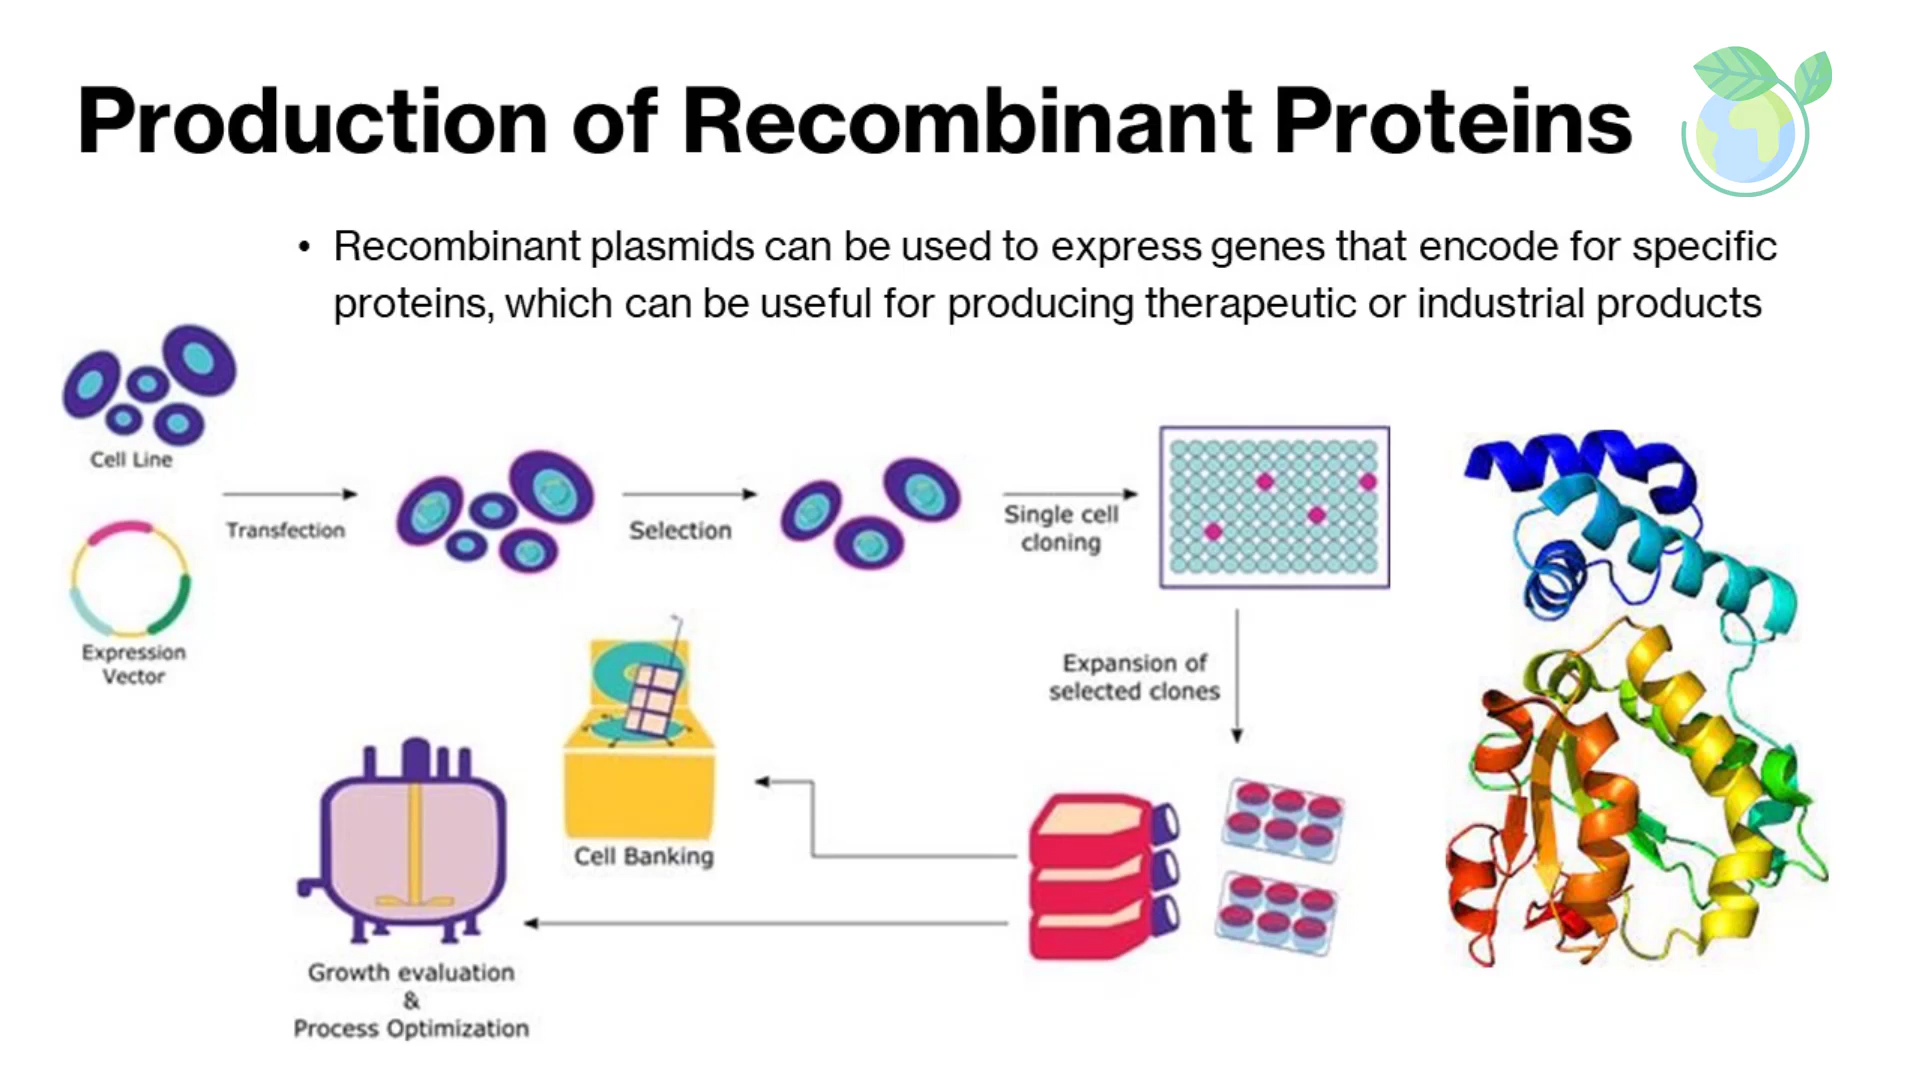 Production of Recombinant Proteins
• Recombinant plasmids can be used to express genes that encode for specific
proteins, which can be useful for producing therapeutic or industrial products
Cell Line
Expression
Vector
Transfection
Selection
Single cell
cloning
Expansion of
selected clones
Cell Banking
Growth evaluation
&
Process Optimization